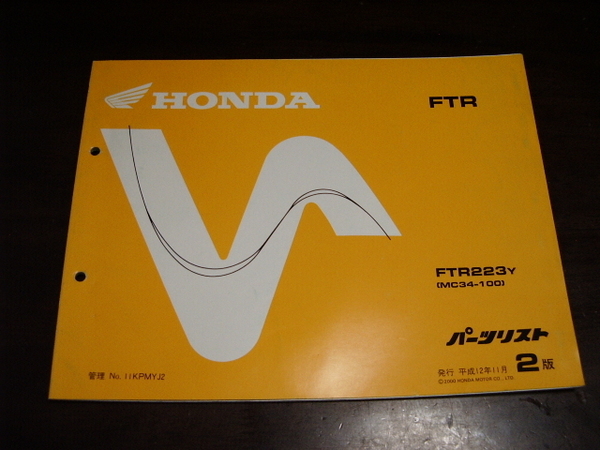 HONDA
FTR
FTR223Y
(MC34-100)
パーツリスト
管理 No. 11KPMYJ2
発行 平成12年11月 2版
©2000 HONDA MOTOR CO., LTD.